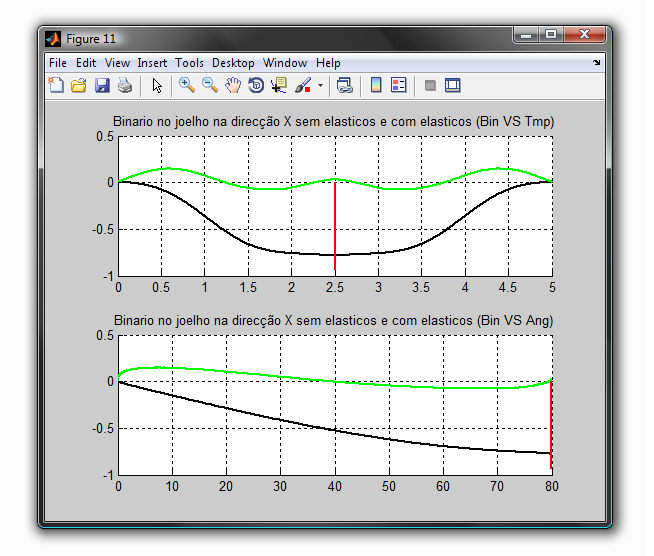 Figure 11
File Edit View Insert Tools Desktop Window Help
Binario no joelho na direcção X sem elasticos e com elasticos (Bin VS Tmp)
0.5
0
-0.5
-1
0 0.5 1 1.5 2 2.5 3 3.5 4 4.5 5
Binario no joelho na direcção X sem elasticos e com elasticos (Bin VS Ang)
0.5
0
-0.5
-1
0 10 20 30 40 50 60 70 80